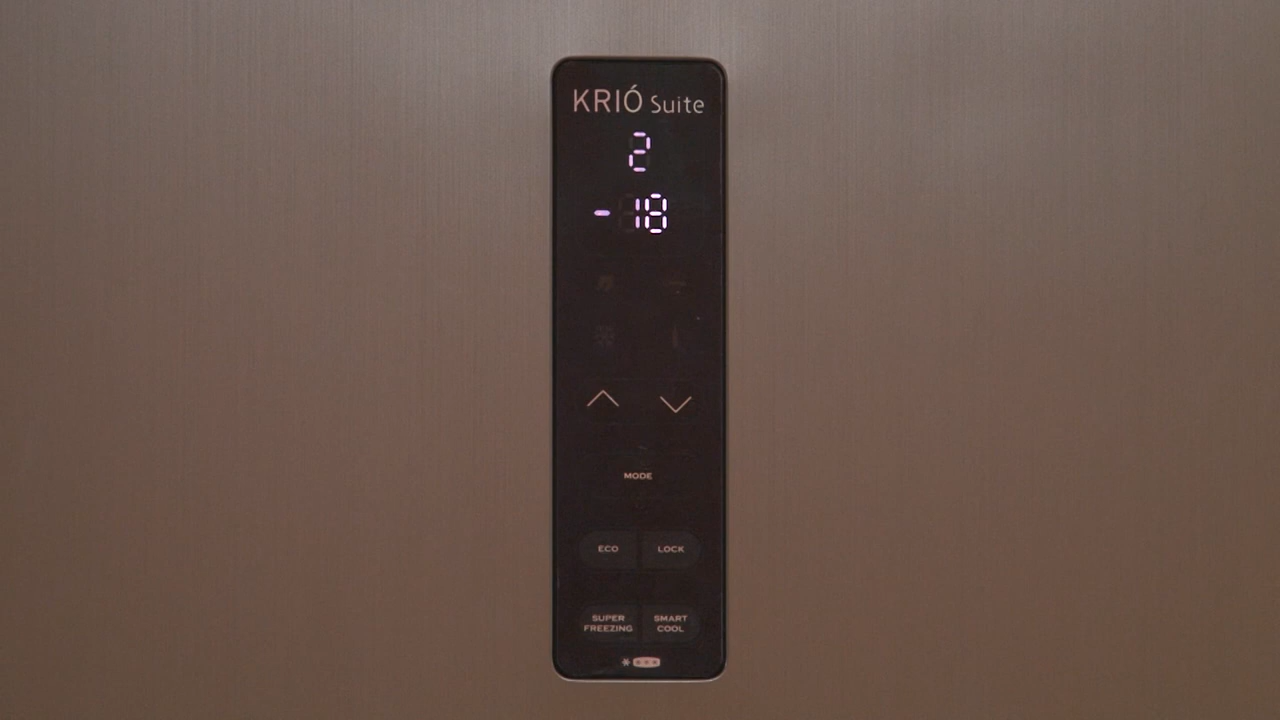 KRIÓ Suite
2
-18
MODE
ECO LOCK
SUPER FREEZING
SMART COOL